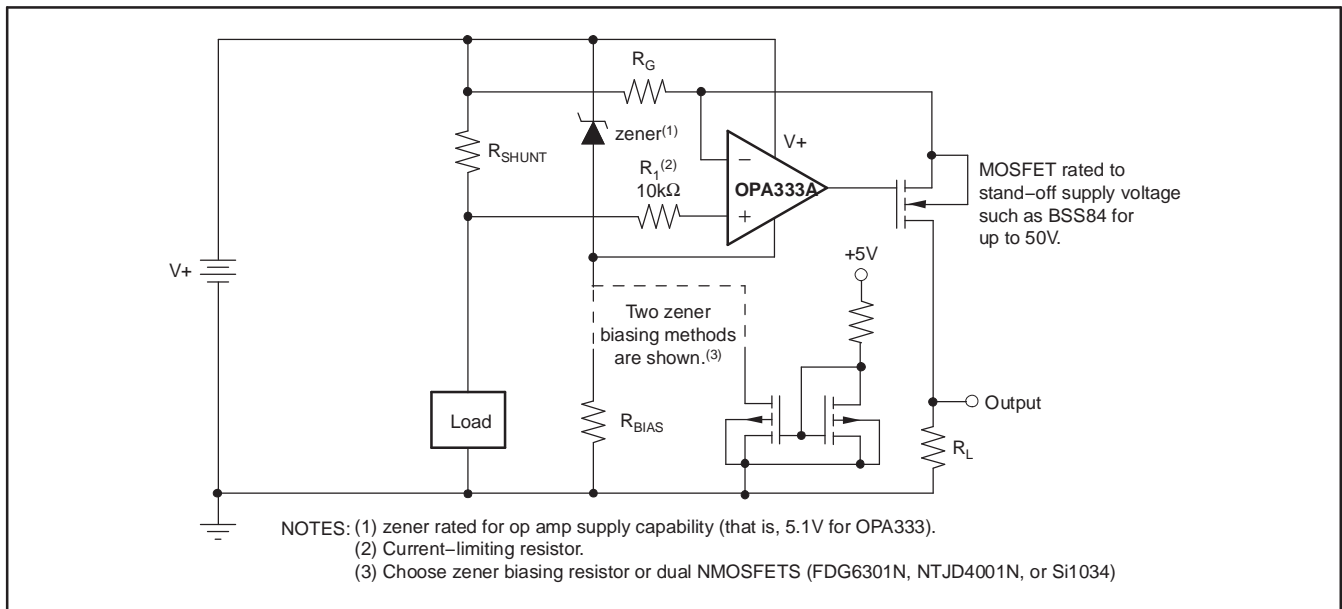 R_G
zener(1)
V+
R_SHUNT
R_1(2)
10kΩ
OPA333A
−
+
MOSFET rated to
stand−off supply voltage
such as BSS84 for
up to 50V.
+5V
V+
Two zener
biasing methods
are shown.(3)
Output
Load
R_BIAS
R_L
NOTES: (1) zener rated for op amp supply capability (that is, 5.1V for OPA333).
(2) Current−limiting resistor.
(3) Choose zener biasing resistor or dual NMOSFETS (FDG6301N, NTJD4001N, or Si1034)